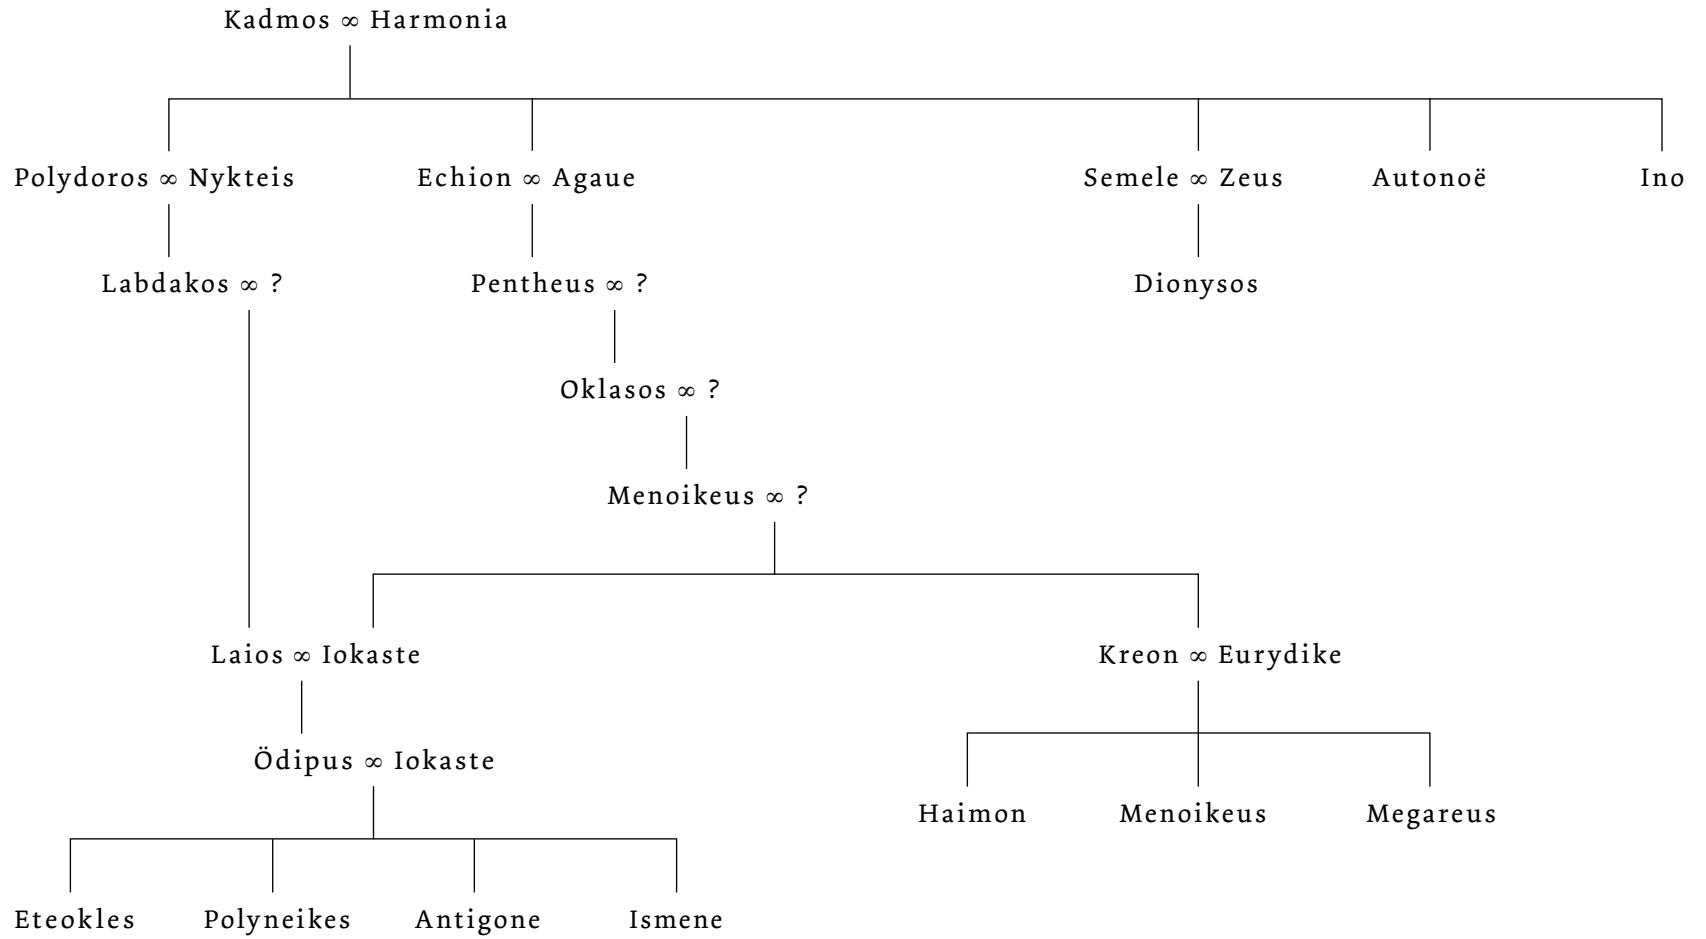 Kadmos ∞ Harmonia
Polydoros ∞ Nykteis Echion ∞ Agaue Semele ∞ Zeus Autonoë Ino
Labdakos ∞ ? Pentheus ∞ ? Dionysos
Oklasos ∞ ?
Menoikeus ∞ ?
Laios ∞ Iokaste Kreon ∞ Eurydike
Ödipus ∞ Iokaste
Haimon Menoikeus Megareus
Eteokles Polyneikes Antigone Ismene